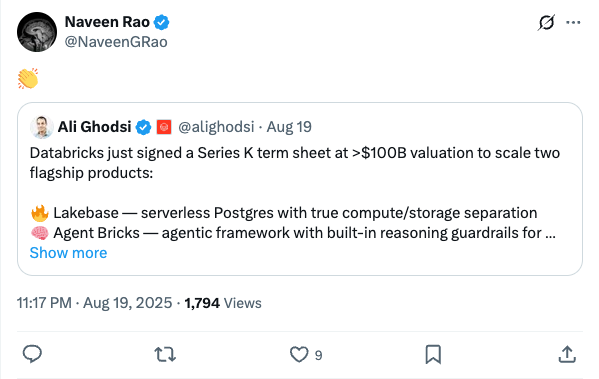 Naveen Rao
@NaveenGRao
👏
Ali Ghodsi @alighodsi · Aug 19
Databricks just signed a Series K term sheet at >$100B valuation to scale two
flagship products:
🔥 Lakebase — serverless Postgres with true compute/storage separation
🧠 Agent Bricks — agentic framework with built-in reasoning guardrails for ...
Show more
11:17 PM · Aug 19, 2025 · 1,794 Views
9